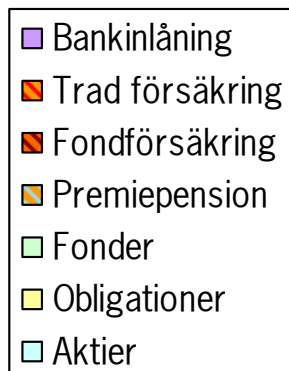 Bankinlåning
Trad försäkring
Fondförsäkring
Premiepension
Fonder
Obligationer
Aktier